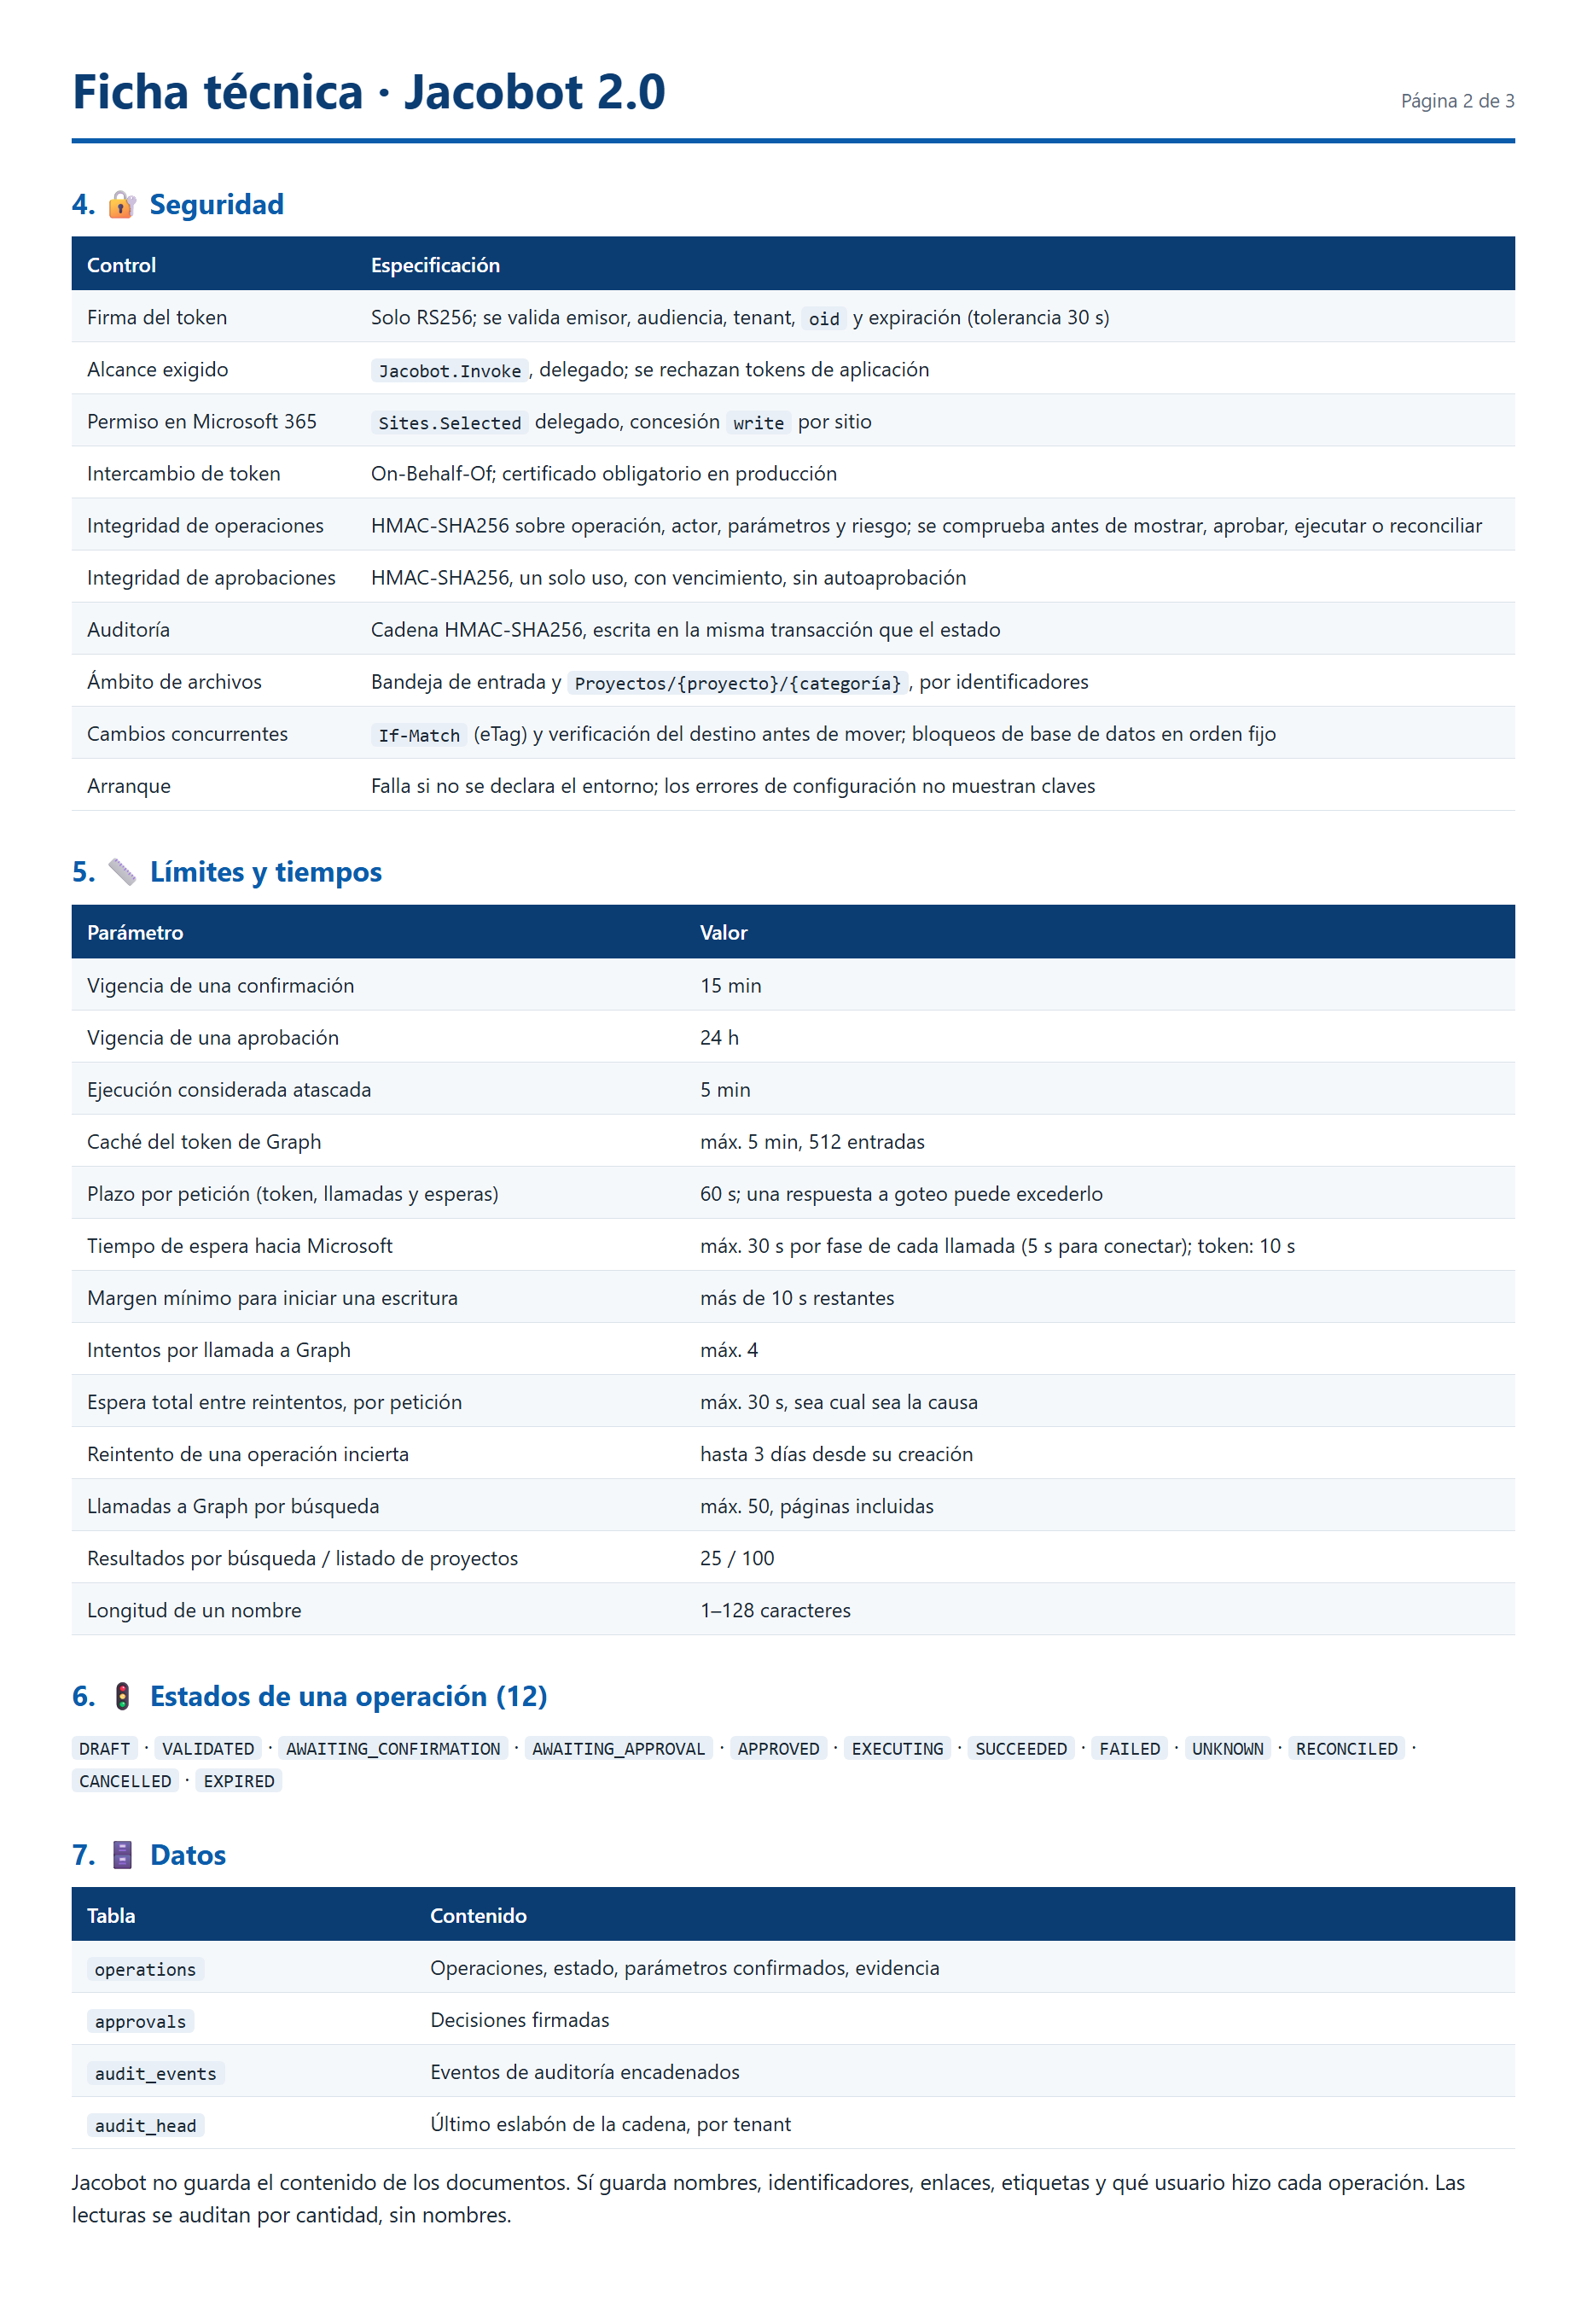 Ficha técnica · Jacobot 2.0
Página 2 de 3
4. 🔐 Seguridad
Control Especificación
Firma del token Solo RS256; se valida emisor, audiencia, tenant, oid y expiración (tolerancia 30 s)
Alcance exigido Jacobot.Invoke, delegado; se rechazan tokens de aplicación
Permiso en Microsoft 365 Sites.Selected delegado, concesión write por sitio
Intercambio de token On-Behalf-Of; certificado obligatorio en producción
Integridad de operaciones HMAC-SHA256 sobre operación, actor, parámetros y riesgo; se comprueba antes de mostrar, aprobar, ejecutar o reconciliar
Integridad de aprobaciones HMAC-SHA256, un solo uso, con vencimiento, sin autoaprobación
Auditoría Cadena HMAC-SHA256, escrita en la misma transacción que el estado
Ámbito de archivos Bandeja de entrada y Proyectos/{proyecto}/{categoría}, por identificadores
Cambios concurrentes If-Match (eTag) y verificación del destino antes de mover; bloqueos de base de datos en orden fijo
Arranque Falla si no se declara el entorno; los errores de configuración no muestran claves
5. 📏 Límites y tiempos
Parámetro Valor
Vigencia de una confirmación 15 min
Vigencia de una aprobación 24 h
Ejecución considerada atascada 5 min
Caché del token de Graph máx. 5 min, 512 entradas
Plazo por petición (token, llamadas y esperas) 60 s; una respuesta a goteo puede excederlo
Tiempo de espera hacia Microsoft máx. 30 s por fase de cada llamada (5 s para conectar); token: 10 s
Margen mínimo para iniciar una escritura más de 10 s restantes
Intentos por llamada a Graph máx. 4
Espera total entre reintentos, por petición máx. 30 s, sea cual sea la causa
Reintento de una operación incierta hasta 3 días desde su creación
Llamadas a Graph por búsqueda máx. 50, páginas incluidas
Resultados por búsqueda / listado de proyectos 25 / 100
Longitud de un nombre 1–128 caracteres
6. 🚦 Estados de una operación (12)
DRAFT · VALIDATED · AWAITING_CONFIRMATION · AWAITING_APPROVAL · APPROVED · EXECUTING · SUCCEEDED · FAILED · UNKNOWN · RECONCILED ·
CANCELLED · EXPIRED
7. 🗄️ Datos
Tabla Contenido
operations Operaciones, estado, parámetros confirmados, evidencia
approvals Decisiones firmadas
audit_events Eventos de auditoría encadenados
audit_head Último eslabón de la cadena, por tenant
Jacobot no guarda el contenido de los documentos. Sí guarda nombres, identificadores, enlaces, etiquetas y qué usuario hizo cada operación. Las
lecturas se auditan por cantidad, sin nombres.